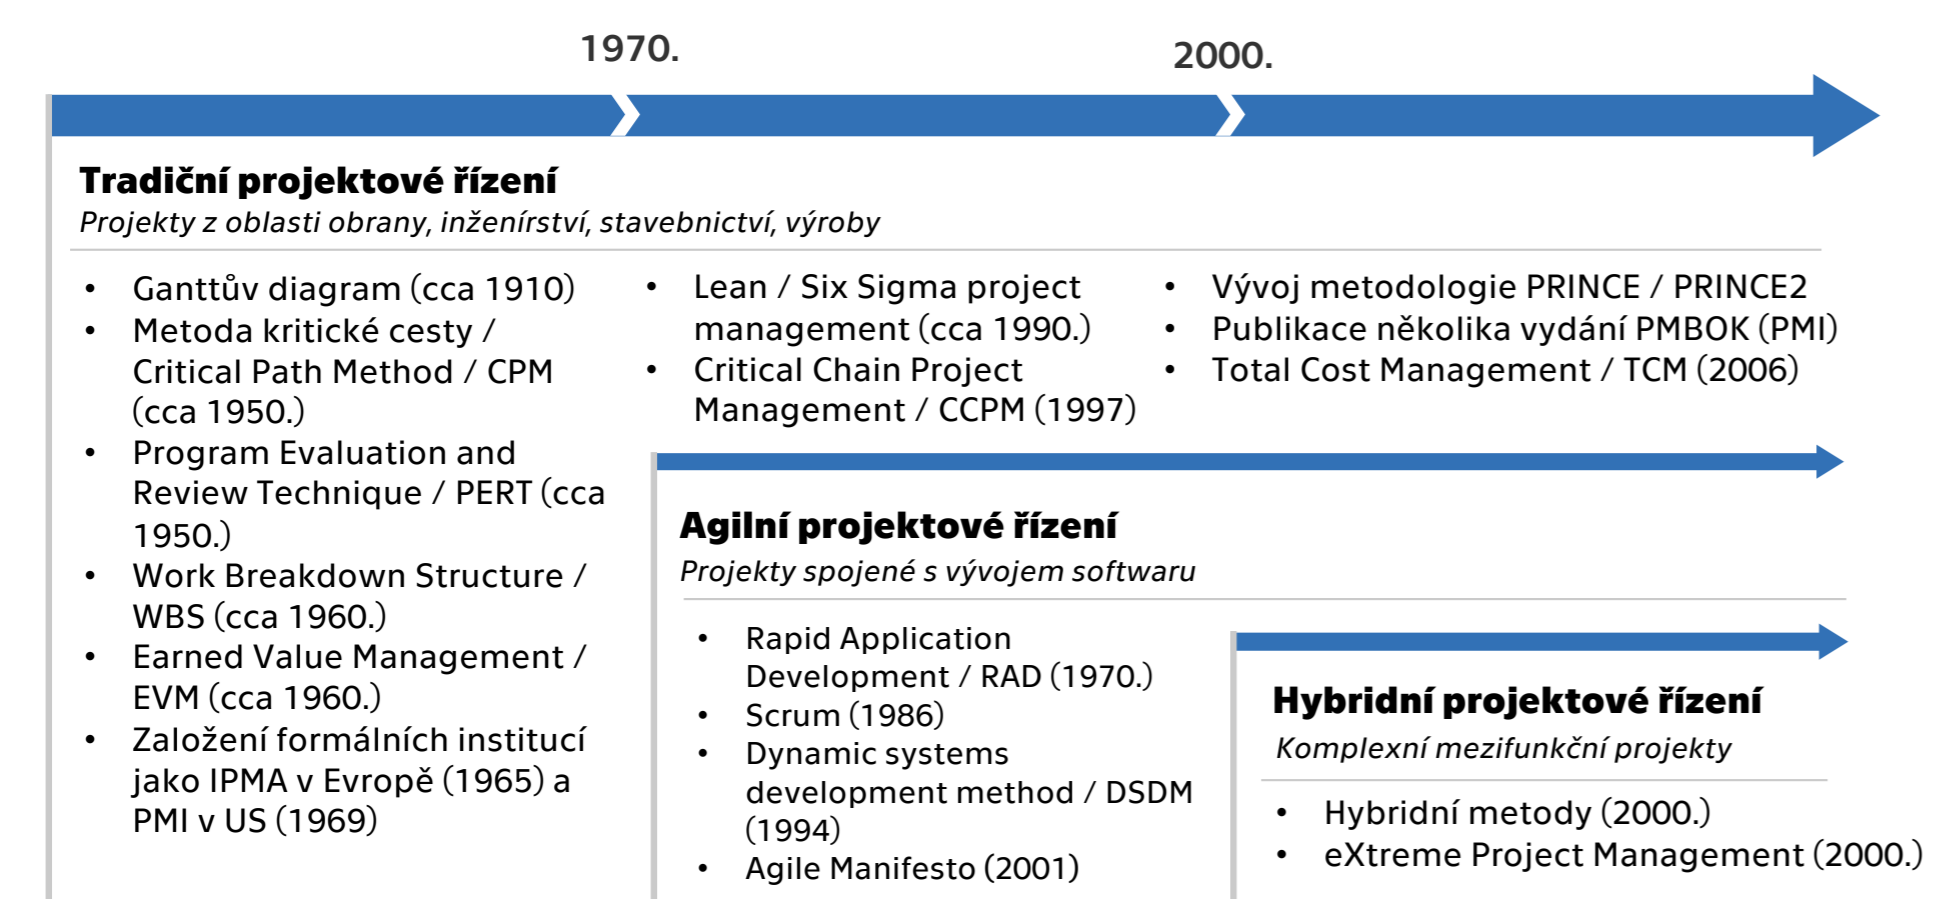 1970.
2000.
Tradiční projektové řízení
Projekty z oblasti obrany, inženírství, stavebnictví, výroby
• Ganttův diagram (cca 1910)
• Metoda kritické cesty /
Critical Path Method / CPM
(cca 1950.)
• Program Evaluation and
Review Technique / PERT (cca
1950.)
• Work Breakdown Structure /
WBS (cca 1960.)
• Earned Value Management /
EVM (cca 1960.)
• Založení formálních institucí
jako IPMA v Evropě (1965) a
PMI v US (1969)
• Lean / Six Sigma project
management (cca 1990.)
• Critical Chain Project
Management / CCPM (1997)
• Vývoj metodologie PRINCE / PRINCE2
• Publikace několika vydání PMBOK (PMI)
• Total Cost Management / TCM (2006)
Agilní projektové řízení
Projekty spojené s vývojem softwaru
• Rapid Application
Development / RAD (1970.)
• Scrum (1986)
• Dynamic systems
development method / DSDM
(1994)
• Agile Manifesto (2001)
Hybridní projektové řízení
Komplexní mezifunkční projekty
• Hybridní metody (2000.)
• eXtreme Project Management (2000.)